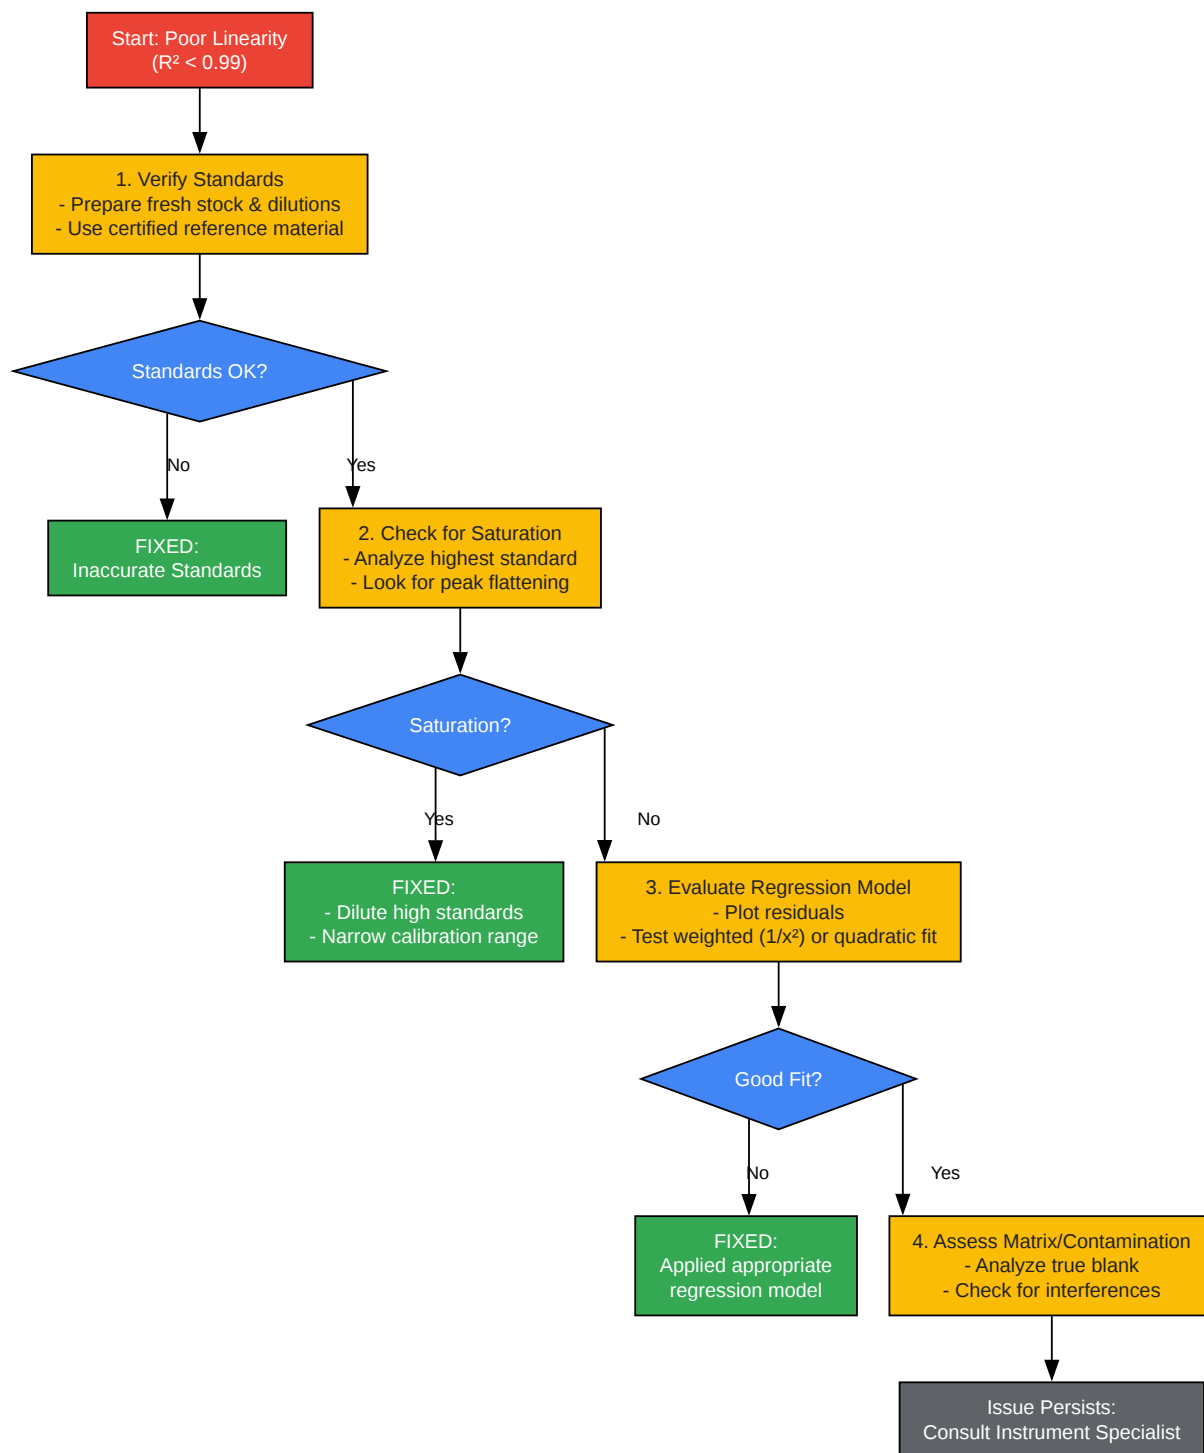 Start: Poor Linearity
(R² < 0.99)
1. Verify Standards
- Prepare fresh stock & dilutions
- Use certified reference material
Standards OK?
No
Yes
FIXED:
Inaccurate Standards
2. Check for Saturation
- Analyze highest standard
- Look for peak flattening
Saturation?
Yes
No
FIXED:
- Dilute high standards
- Narrow calibration range
3. Evaluate Regression Model
- Plot residuals
- Test weighted (1/x²) or quadratic fit
Good Fit?
No
Yes
FIXED:
Applied appropriate
regression model
4. Assess Matrix/Contamination
- Analyze true blank
- Check for interferences
Issue Persists:
Consult Instrument Specialist